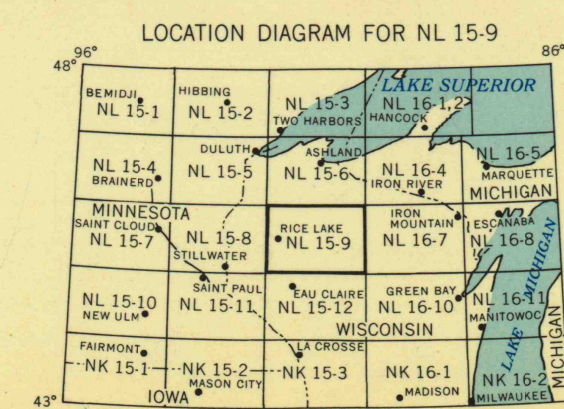 LOCATION DIAGRAM FOR NL 15-9
96°
86°
48°
BEMIDJI
NL 15-1
HIBBING
NL 15-2
NL 15-3
TWO HARBORS
LAKE SUPERIOR
NL 16-1,2
HANCOCK
NL 15-4
BRAINERD
DULUTH
NL 15-5
ASHLAND
NL 15-6
NL 16-4
IRON RIVER
NL 16-5
MARQUETTE
MICHIGAN
MINNESOTA
SAINT CLOUD
NL 15-7
NL 15-8
STILLWATER
RICE LAKE
NL 15-9
IRON
MOUNTAIN
NL 16-7
ESCANABA
NL 16-8
NL 15-10
NEW ULM
SAINT PAUL
NL 15-11
EAU CLAIRE
NL 15-12
WISCONSIN
GREEN BAY
NL 16-10
NL 16-11
MANITOWOC
LAKE MICHIGAN
MICHIGAN
FAIRMONT
NK 15-1
NK 15-2
MASON CITY
IOWA
LA CROSSE
NK 15-3
NK 16-1
MADISON
NK 16-2
MILWAUKEE
43°